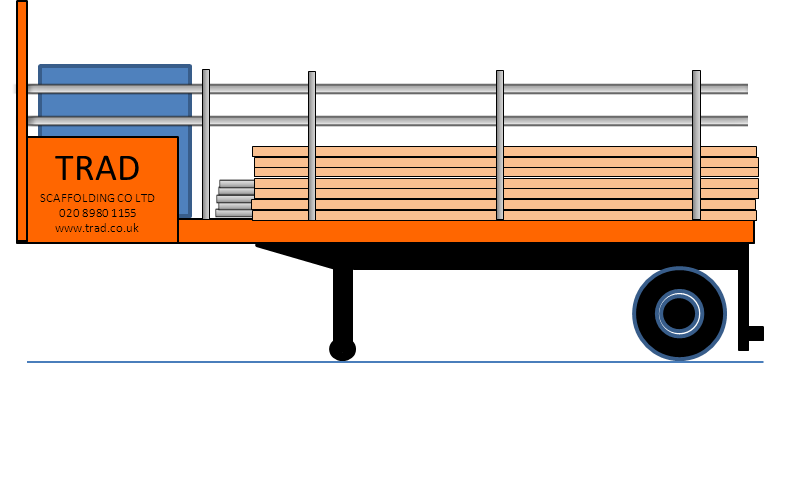 TRAD
SCAFFOLDING CO LTD
020 8980 1155
www.trad.co.uk